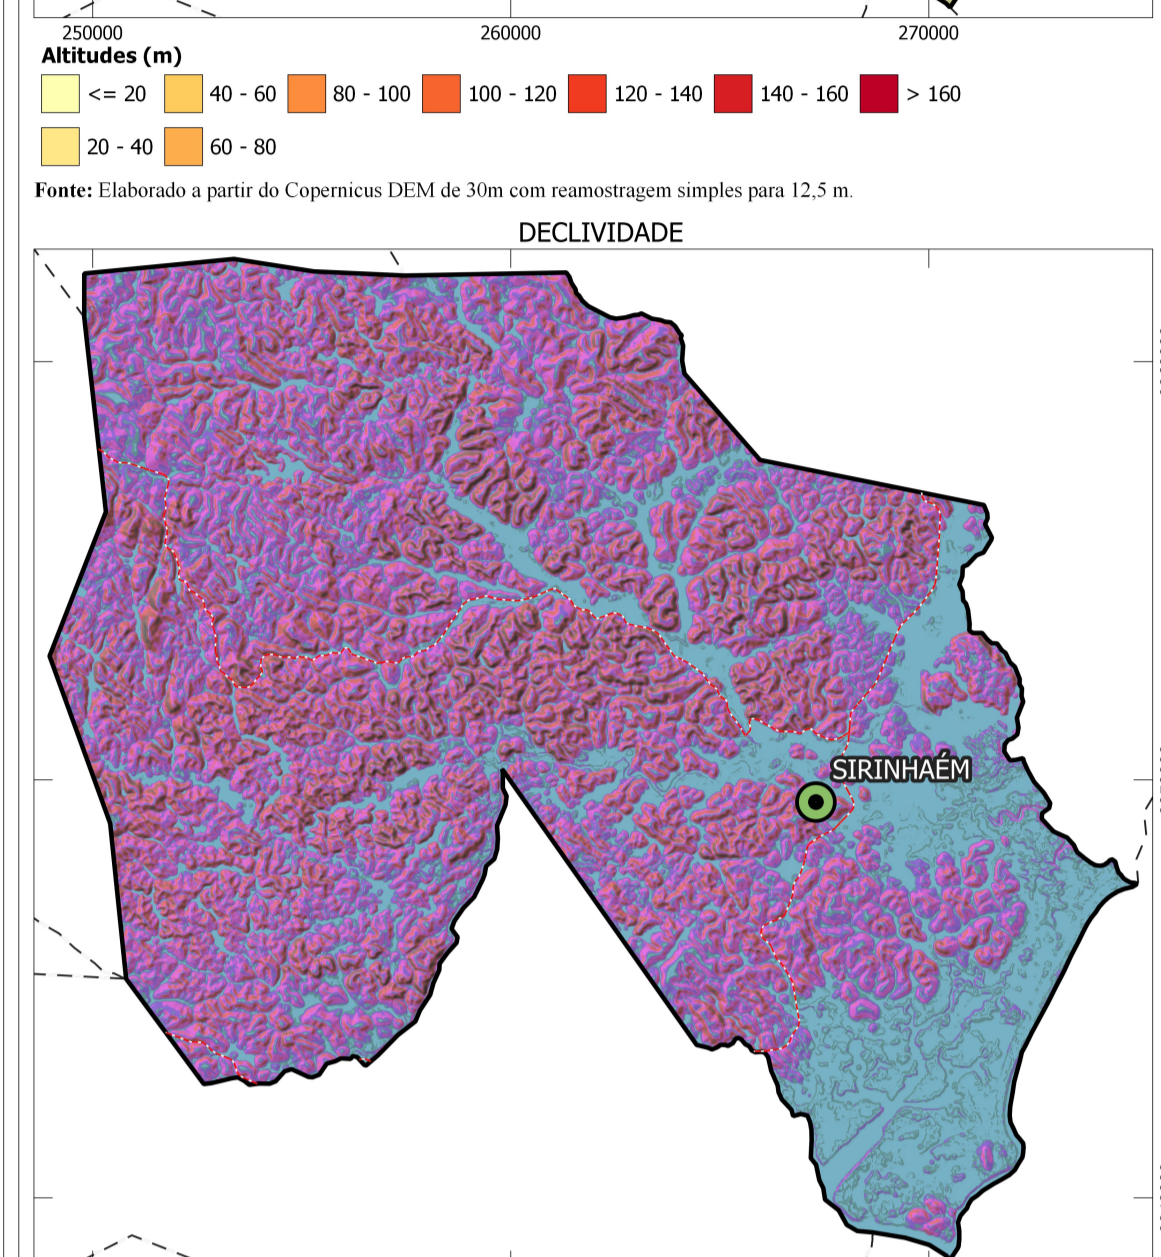 250000 260000 270000
Altitudes (m)
<= 20 40 - 60 80 - 100 100 - 120 120 - 140 140 - 160 > 160
20 - 40 60 - 80
Fonte: Elaborado a partir do Copernicus DEM de 30m com reamostragem simples para 12,5 m.
DECLIVIDADE
SIRINHAÉM